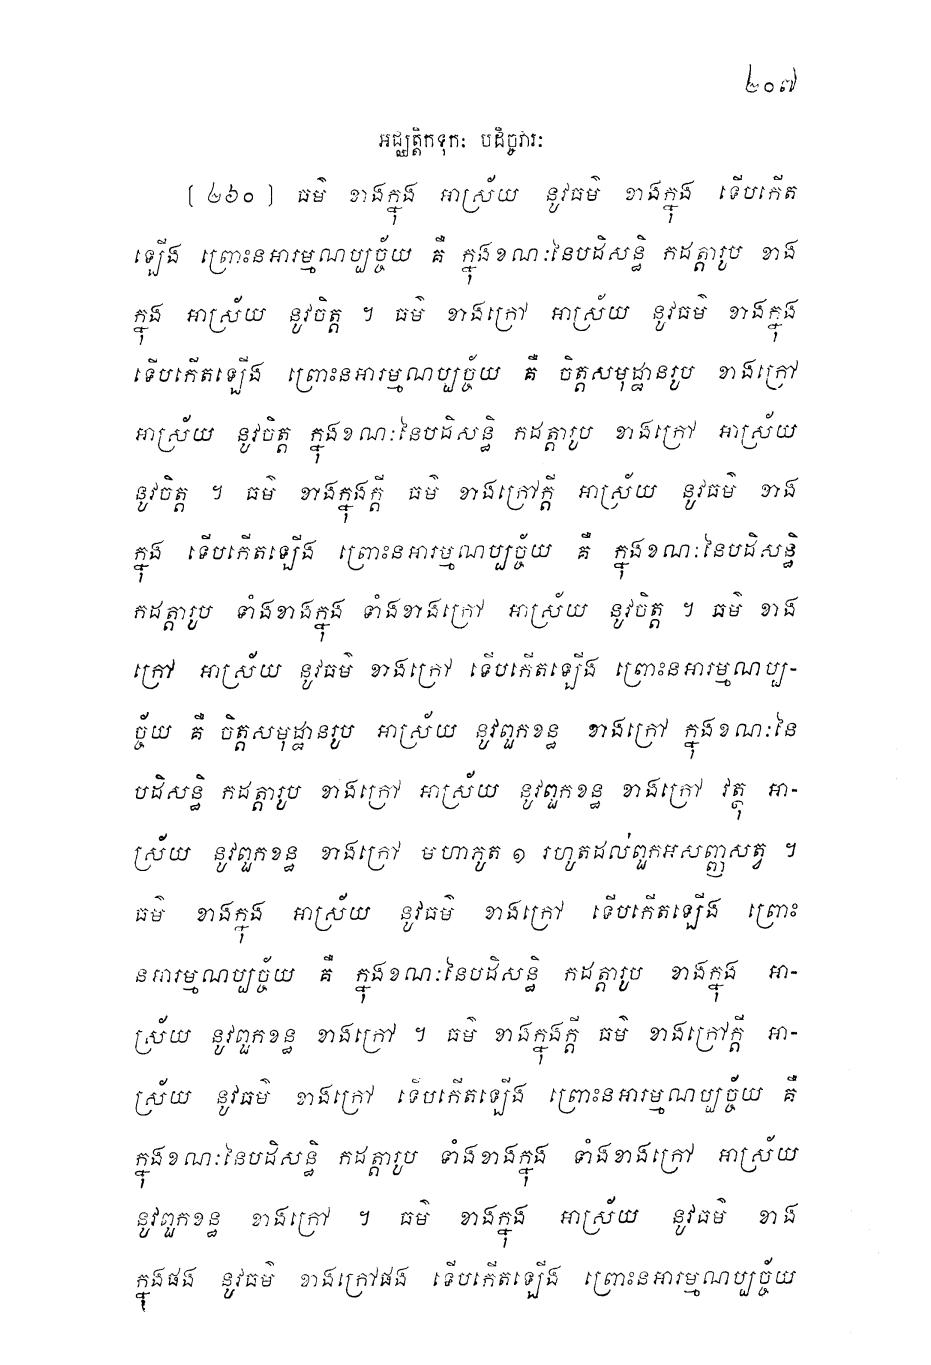 ២០៧
អជ្ឈត្តិកទុកៈ បដិច្ចវារៈ
[ ២៦០ ] ធម៌ ខាងក្នុង អាស្រ័យ នូវធម៌ ខាងក្នុង ទើបកើត
ឡើង ព្រោះនអារម្មណប្បច្ច័យ គឺ ក្នុងខណៈនៃបដិសន្ធិ កដត្តារូប ខាង
ក្នុង អាស្រ័យ នូវចិត្ត ។ ធម៌ ខាងក្រៅ អាស្រ័យ នូវធម៌ ខាងក្នុង
ទើបកើតឡើង ព្រោះនអារម្មណប្បច្ច័យ គឺ ចិត្តសមុដ្ឋានរូប ខាងក្រៅ
អាស្រ័យ នូវចិត្ត ក្នុងខណៈនៃបដិសន្ធិ កដត្តារូប ខាងក្រៅ អាស្រ័យ
នូវចិត្ត ។ ធម៌ ខាងក្នុងក្តី ធម៌ ខាងក្រៅក្តី អាស្រ័យ នូវធម៌ ខាង
ក្នុង ទើបកើតឡើង ព្រោះនអារម្មណប្បច្ច័យ គឺ ក្នុងខណៈនៃបដិសន្ធិ
កដត្តារូប ទាំងខាងក្នុង ទាំងខាងក្រៅ អាស្រ័យ នូវចិត្ត ។ ធម៌ ខាង
ក្រៅ អាស្រ័យ នូវធម៌ ខាងក្រៅ ទើបកើតឡើង ព្រោះនអារម្មណប្ប-
ច្ច័យ គឺ ចិត្តសមុដ្ឋានរូប អាស្រ័យ នូវពួកខន្ធ ខាងក្រៅ ក្នុងខណៈនៃ
បដិសន្ធិ កដត្តារូប ខាងក្រៅ អាស្រ័យ នូវពួកខន្ធ ខាងក្រៅ វត្ថុ អា-
ស្រ័យ នូវពួកខន្ធ ខាងក្រៅ មហាភូត ១ រហូតដល់ពួកអសញ្ញសត្វ ។
ធម៌ ខាងក្នុង អាស្រ័យ នូវធម៌ ខាងក្រៅ ទើបកើតឡើង ព្រោះ
នអារម្មណប្បច្ច័យ គឺ ក្នុងខណៈនៃបដិសន្ធិ កដត្តារូប ខាងក្នុង អា-
ស្រ័យ នូវពួកខន្ធ ខាងក្រៅ ។ ធម៌ ខាងក្នុងក្តី ធម៌ ខាងក្រៅក្តី អា-
ស្រ័យ នូវធម៌ ខាងក្រៅ ទើបកើតឡើង ព្រោះនអារម្មណប្បច្ច័យ គឺ
ក្នុងខណៈនៃបដិសន្ធិ កដត្តារូប ទាំងខាងក្នុង ទាំងខាងក្រៅ អាស្រ័យ
នូវពួកខន្ធ ខាងក្រៅ ។ ធម៌ ខាងក្នុង អាស្រ័យ នូវធម៌ ខាង
ក្នុងផង នូវធម៌ ខាងក្រៅផង ទើបកើតឡើង ព្រោះនអារម្មណប្បច្ច័យ